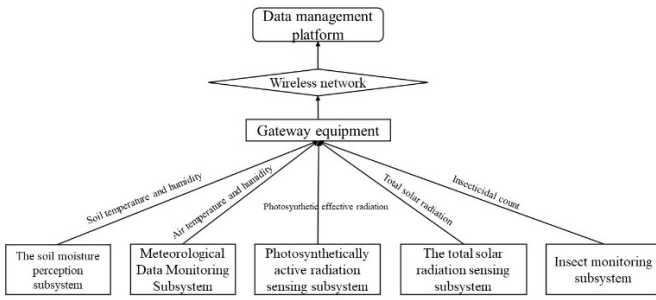 Data management
platform
Wireless network
Gateway equipment
Soil temperature and humidity
Air temperature and humidity
Photosynthetic effective radiation
Total solar radiation
Insecticidal count
The soil moisture
perception
subsystem
Meteorological
Data Monitoring
Subsystem
Photosynthetically
active radiation
sensing subsystem
The total solar
radiation sensing
subsystem
Insect monitoring
subsystem